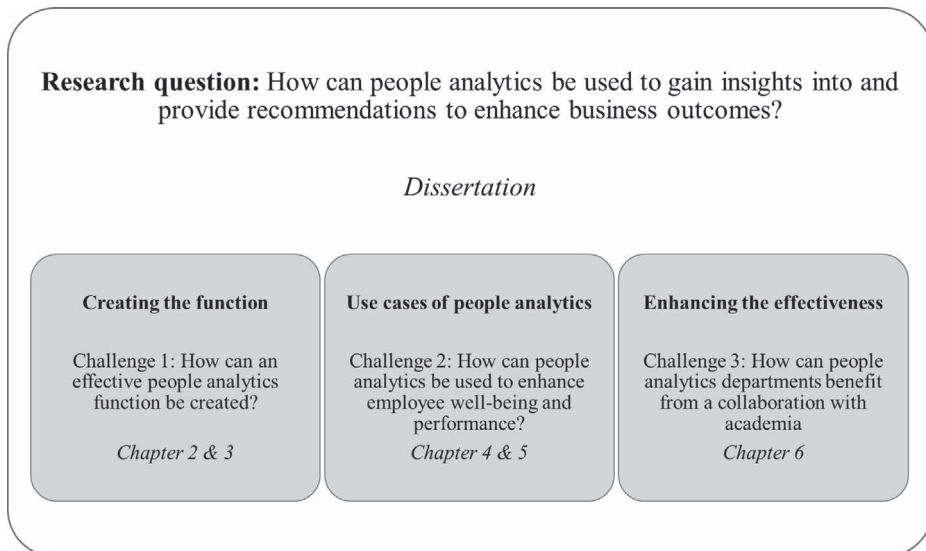 Research question: How can people analytics be used to gain insights into and
provide recommendations to enhance business outcomes?
Dissertation
Creating the function
Challenge 1: How can an
effective people analytics
function be created?
Chapter 2 & 3
Use cases of people analytics
Challenge 2: How can people
analytics be used to enhance
employee well-being and
performance?
Chapter 4 & 5
Enhancing the effectiveness
Challenge 3: How can people
analytics departments benefit
from a collaboration with
academia
Chapter 6